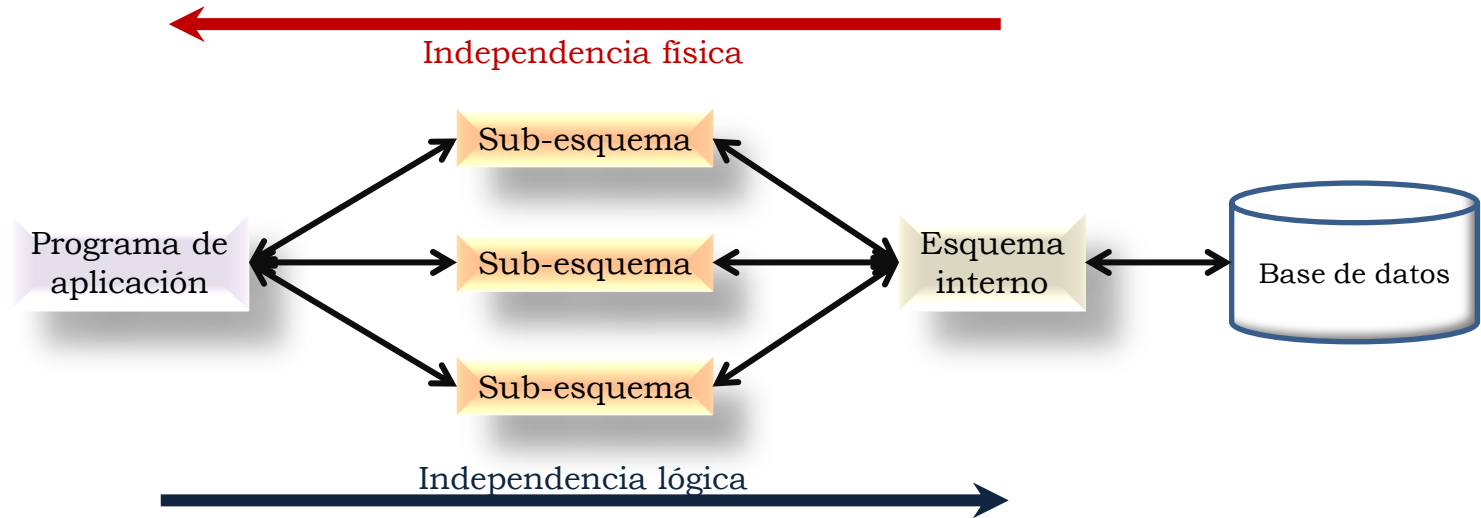 Independencia física
Sub-esquema
Programa de
aplicación
Sub-esquema
Esquema
interno
Base de datos
Sub-esquema
Independencia lógica